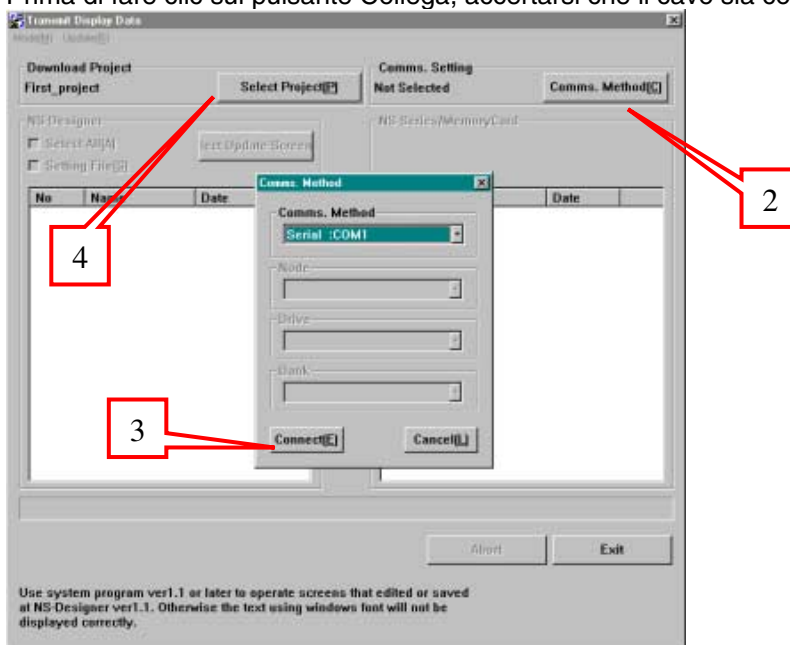 Prima di fare clic sul pulsante Collega, accertarsi che il cavo sia co
Transmit Display Data
Download Project
First_project
Select Project[P]
Comms. Setting
Not Selected
Comms. Method[C]
NS-Designer
Select All[A]
Setting File[S]
Text Update Screen
NS Series/MemoryCard
No Name Date
Date
2
4
Comms. Method
Comms. Method
Serial :COM1
Node
Drive
3
Connect[E]
Cancel[L]
Abort
Exit
Use system program ver1.1 or later to operate screens that edited or saved
at NS-Designer ver1.1. Otherwise the text using windows font will not be
displayed correctly.